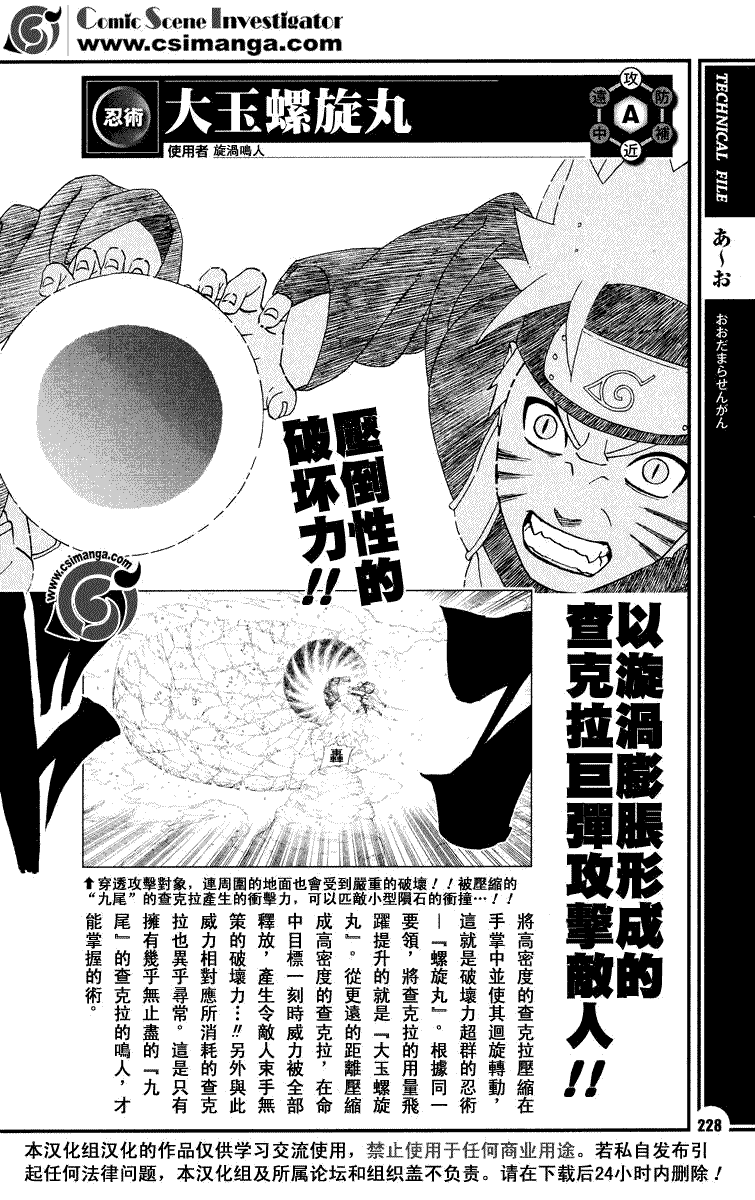 Comic Scene Investigator
www.csimanga.com
忍術
大玉螺旋丸
使用者 旋渦鳴人
攻
防
補
近
中
遠
A
TECHNICAL FILE
あ～お
おおだまらせんがん
壓倒性的
破坏力！！
www.csimanga.com
轟
以漩渦膨脹形成的
查克拉巨彈攻擊敵人！！
⬆穿透攻擊對象，連周圍的地面也會受到嚴重的破壞！！被壓縮的
“九尾”的查克拉產生的衝擊力，可以匹敵小型隕石的衝撞…！！
將高密度的查克拉壓縮在
手掌中並使其迴旋轉動，
這就是破壞力超群的忍術
—『螺旋丸』。根據同一
要領，將查克拉的用量飛
躍提升的就是『大玉螺旋
丸』。從更遠的距離壓縮
成高密度的查克拉，在命
中目標一刻時威力被全部
釋放，產生令敵人束手無
策的破壞力…!!另外與此
威力相對應所消耗的查克
拉也異乎尋常。這是只有
擁有幾乎無止盡的『九
尾』的查克拉的鳴人，才
能掌握的術。
228
本汉化组汉化的作品仅供学习交流使用，禁止使用于任何商业用途。若私自发布引
起任何法律问题，本汉化组及所属论坛和组织盖不负责。请在下载后24小时内删除！